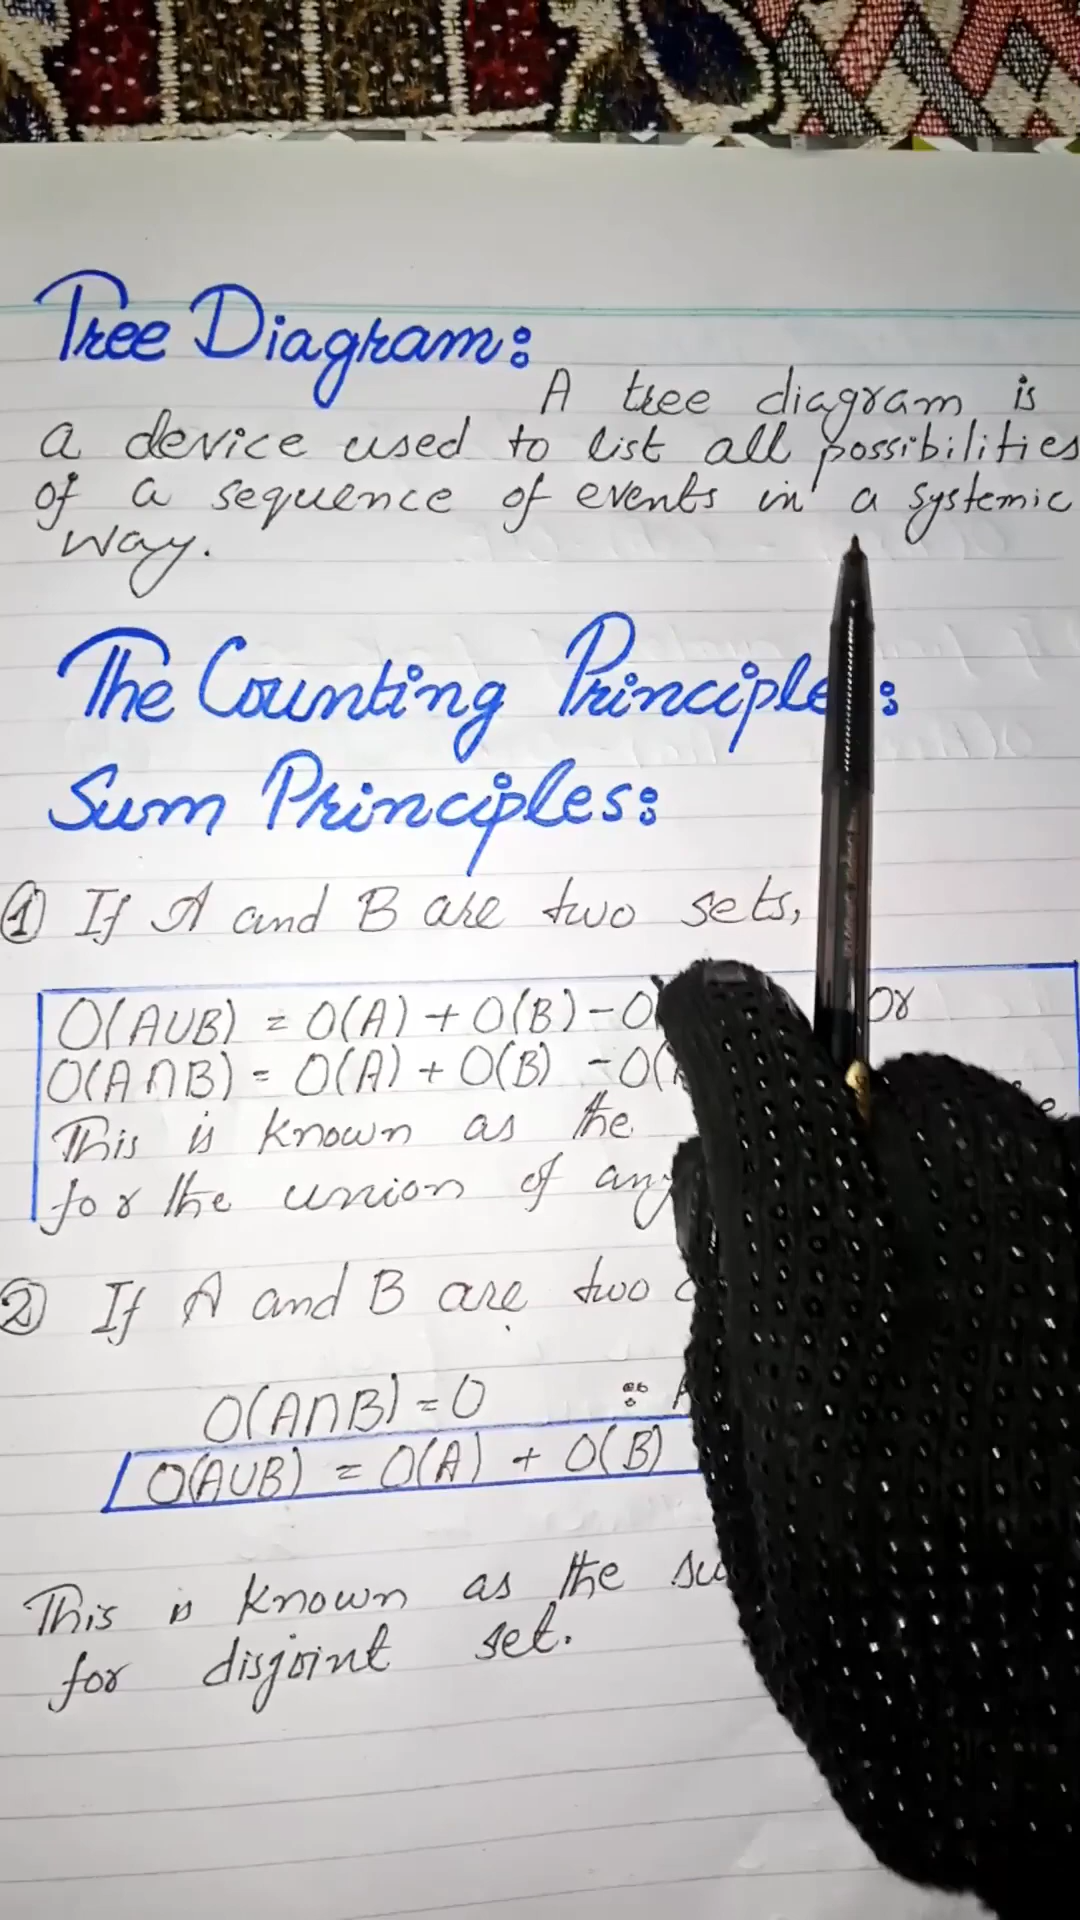 Tree Diagram:
A tree diagram is
a device used to list all possibilities
of a sequence of events in a systemic
way.
The Counting Principle :
Sum Principles:
① If A and B are two sets,
O(A∪B) = O(A) + O(B) - O or
O(A∩B) = O(A) + O(B) - O(
This is known as the
for the union of any
② If A and B are two
O(A∩B) = 0 ∵
O(A∪B) = O(A) + O(B)
This is known as the
for disjoint set.